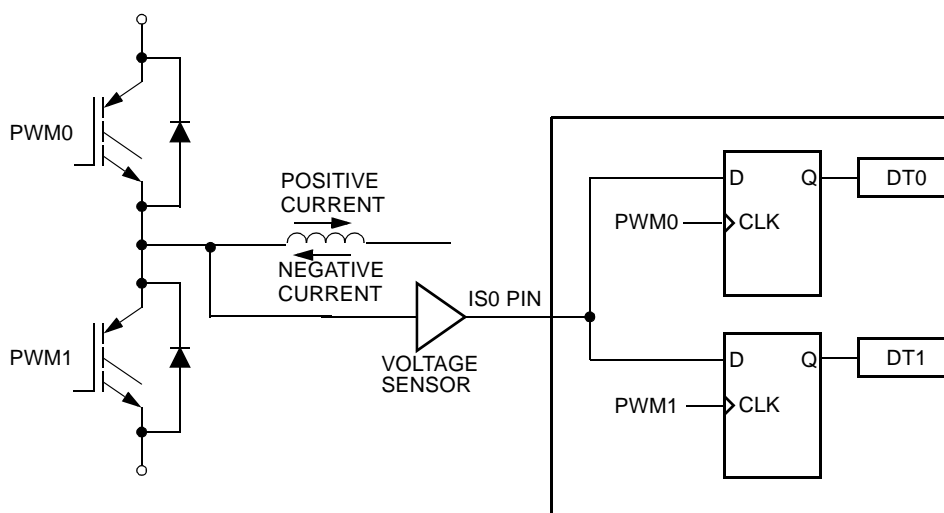 PWM0
POSITIVE
CURRENT
NEGATIVE
CURRENT
PWM1
VOLTAGE
SENSOR
IS0 PIN
D
Q
DT0
PWM0
CLK
D
Q
DT1
PWM1
CLK